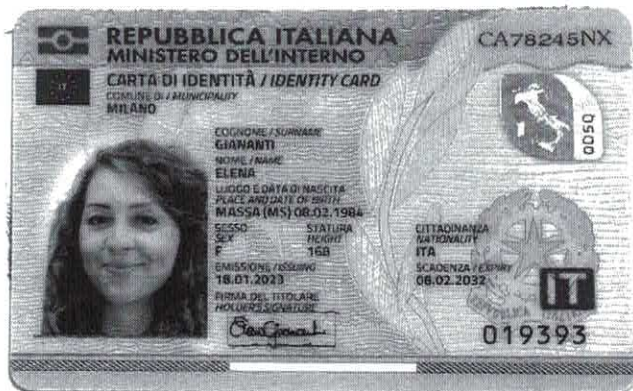 REPUBBLICA ITALIANA
MINISTERO DELL'INTERNO
CA78245NX
IT
CARTA DI IDENTITÀ / IDENTITY CARD
COMUNE DI / MUNICIPALITY
MILANO
COGNOME / SURNAME
GIANANTI
NOME / NAME
ELENA
LUOGO E DATA DI NASCITA
PLACE AND DATE OF BIRTH
MASSA (MS) 08.02.1984
SESSO STATURA CITTADINANZA
SEX HEIGHT NATIONALITY
F 168 ITA
EMISSIONE / ISSUING SCADENZA / EXPIRY
18.01.2023 08.02.2032
FIRMA DEL TITOLARE
HOLDER'S SIGNATURE
IT
019393